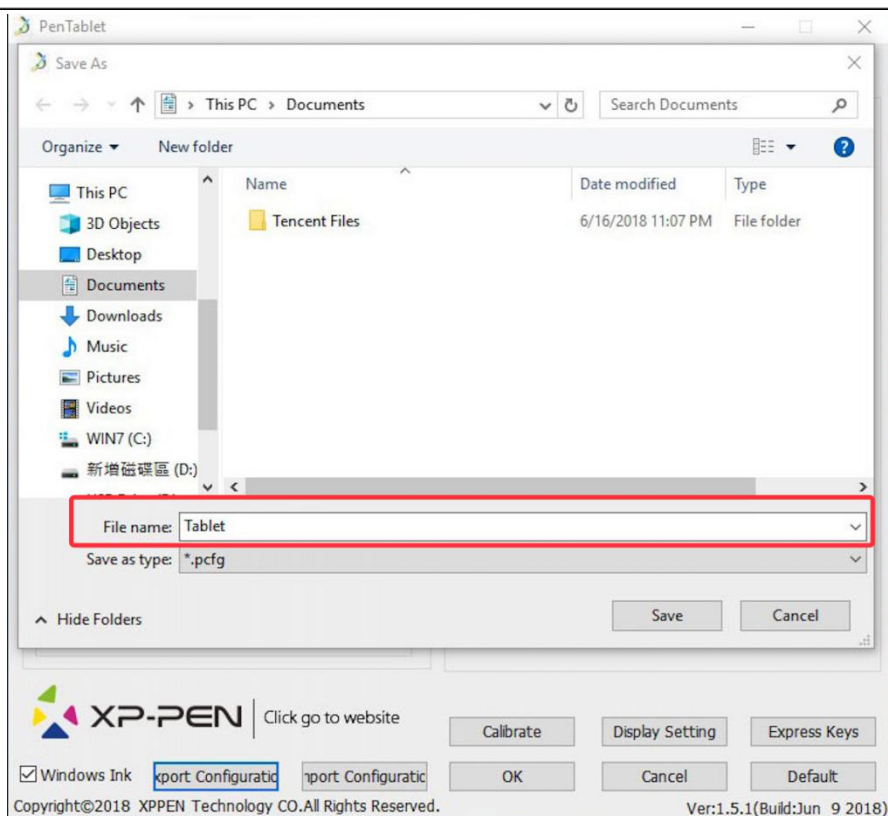 PenTablet
Save As
This PC > Documents
Search Documents
Organize
New folder
Name
Date modified
Type
This PC
3D Objects
Desktop
Documents
Downloads
Music
Pictures
Videos
WIN7 (C:)
新增磁碟區 (D:)
Tencent Files
6/16/2018 11:07 PM
File folder
File name: Tablet
Save as type: *.pcfg
Hide Folders
Save
Cancel
XP-PEN
Click go to website
Calibrate
Display Setting
Express Keys
Windows Ink
xport Configuratic
nport Configuratic
OK
Cancel
Default
Copyright©2018 XPPEN Technology CO.All Rights Reserved.
Ver:1.5.1(Build:Jun 9 2018)